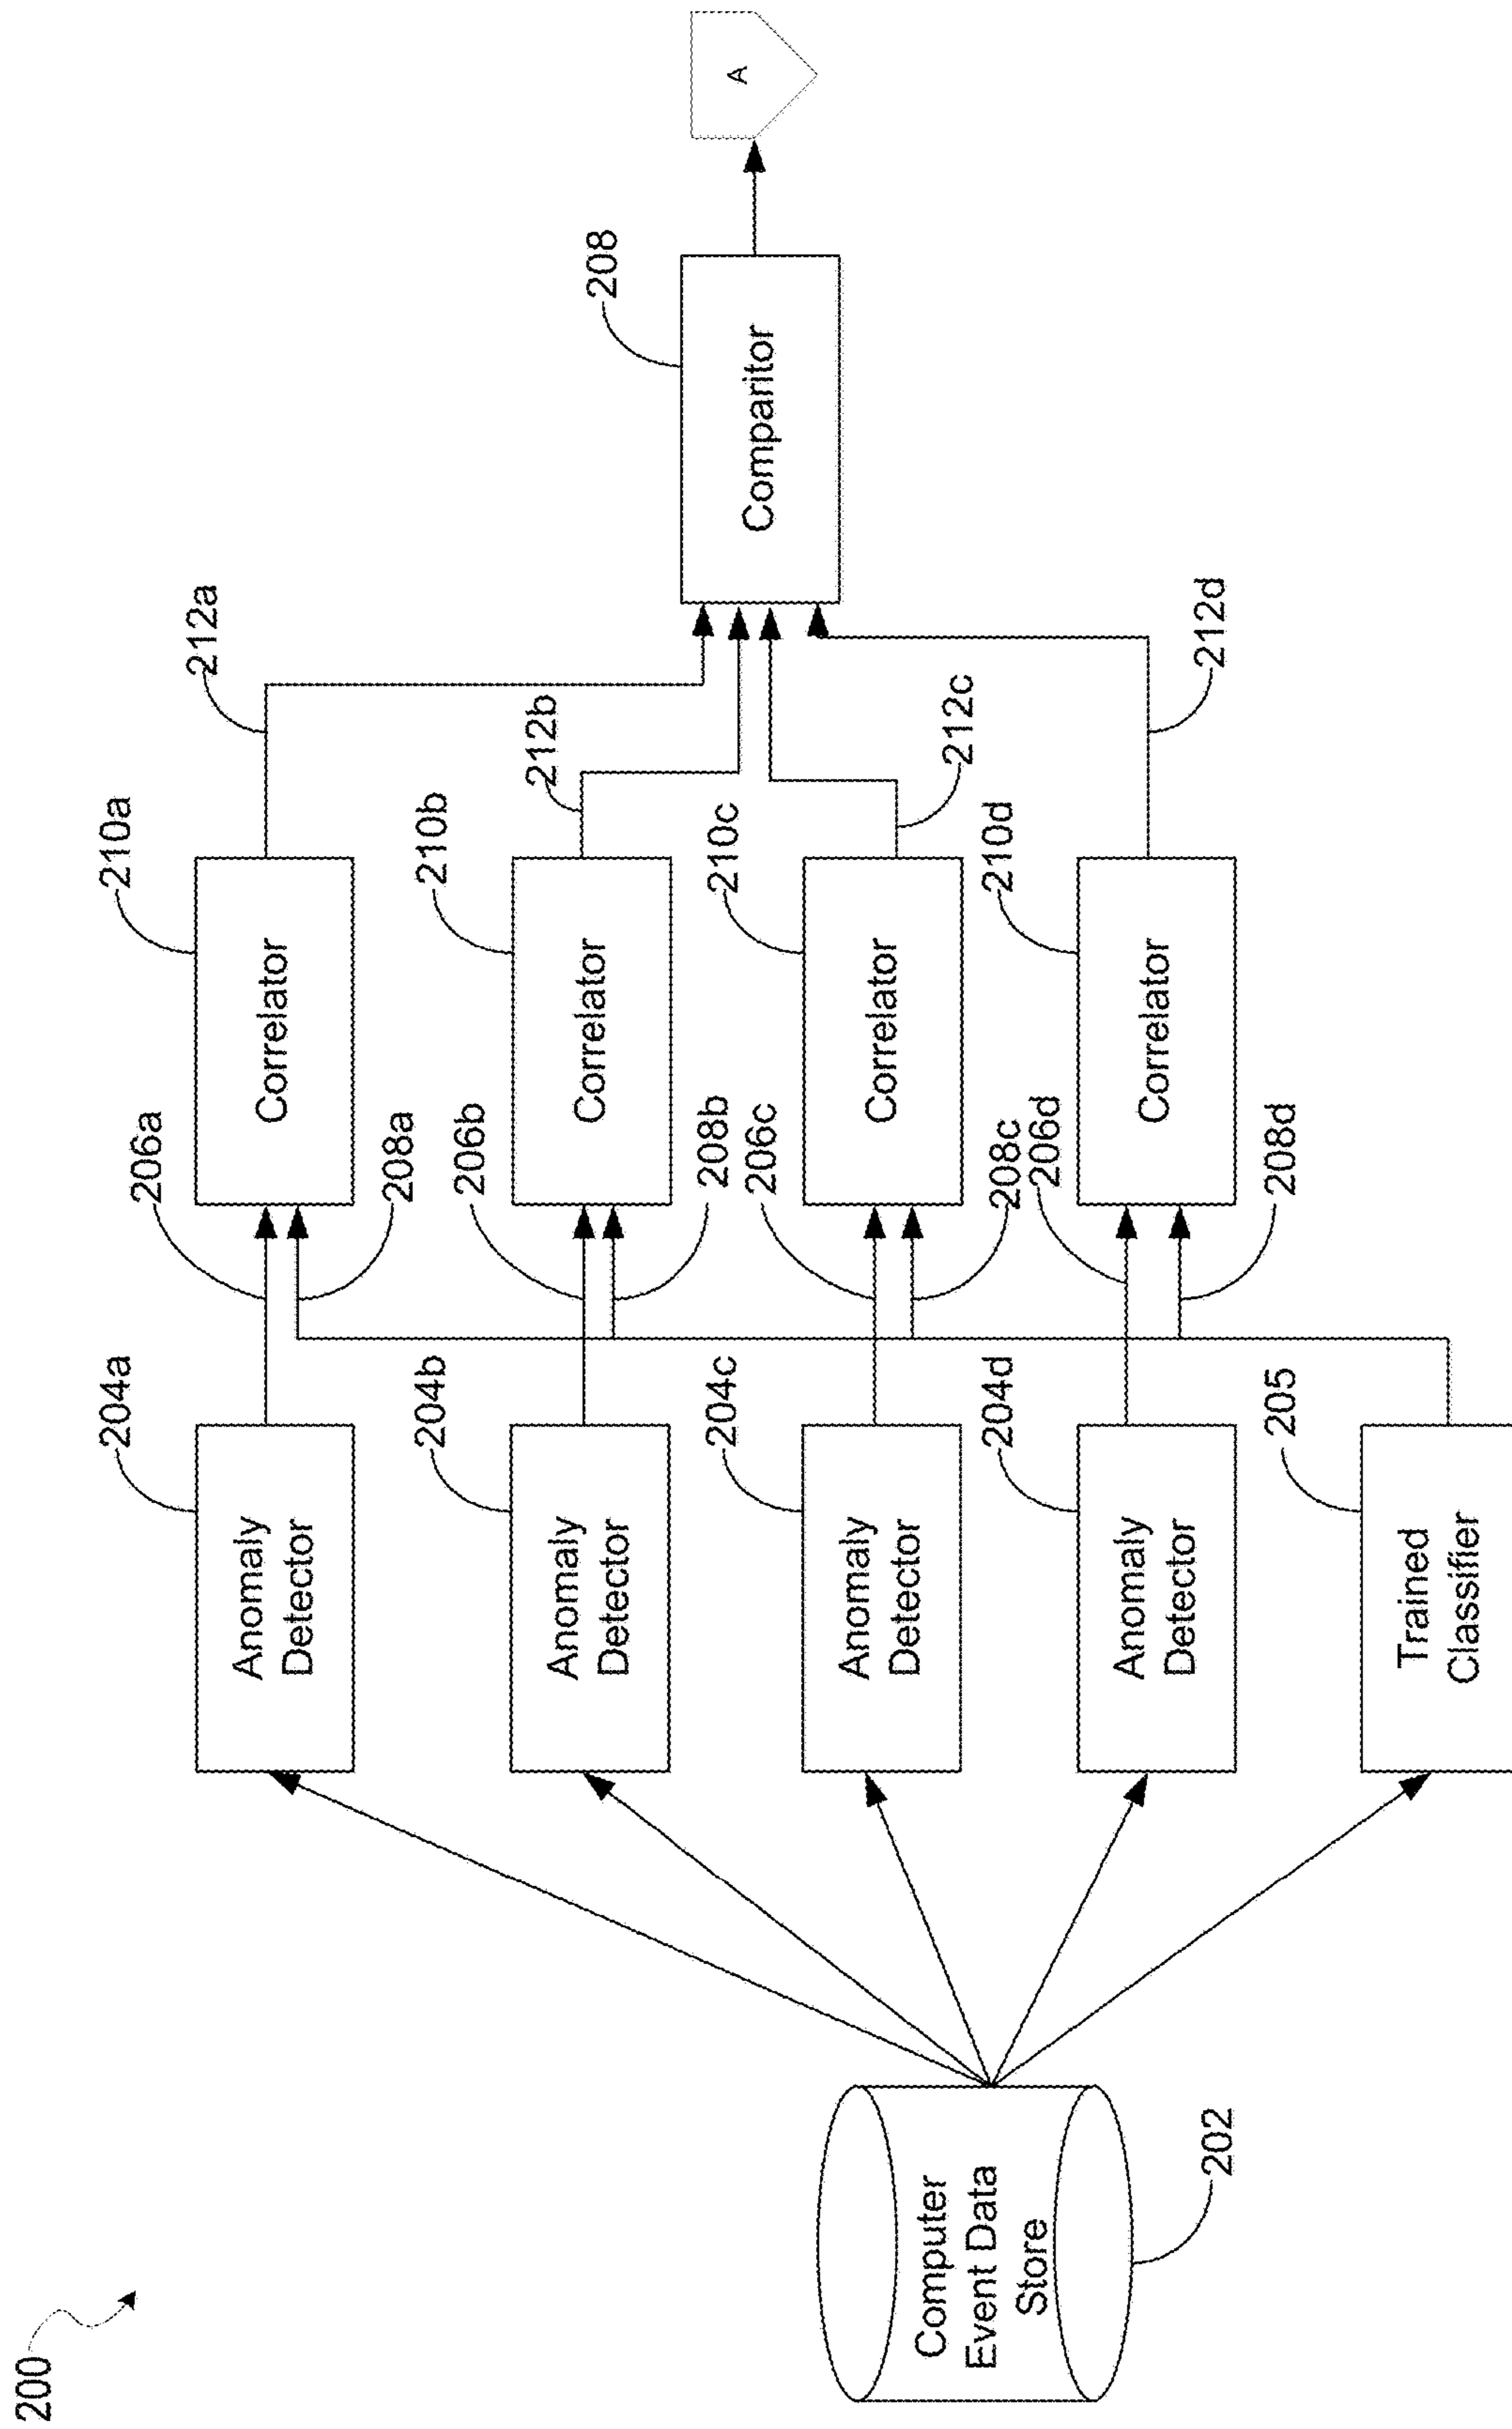 200
Computer
Event Data
Store
202
204a
Anomaly
Detector
204b
Anomaly
Detector
204c
Anomaly
Detector
204d
Anomaly
Detector
205
Trained
Classifier
206a
208a
206b
208b
206c
208c
206d
208d
210a
Correlator
210b
Correlator
210c
Correlator
210d
Correlator
212a
212b
212c
212d
208
Comparitor
A